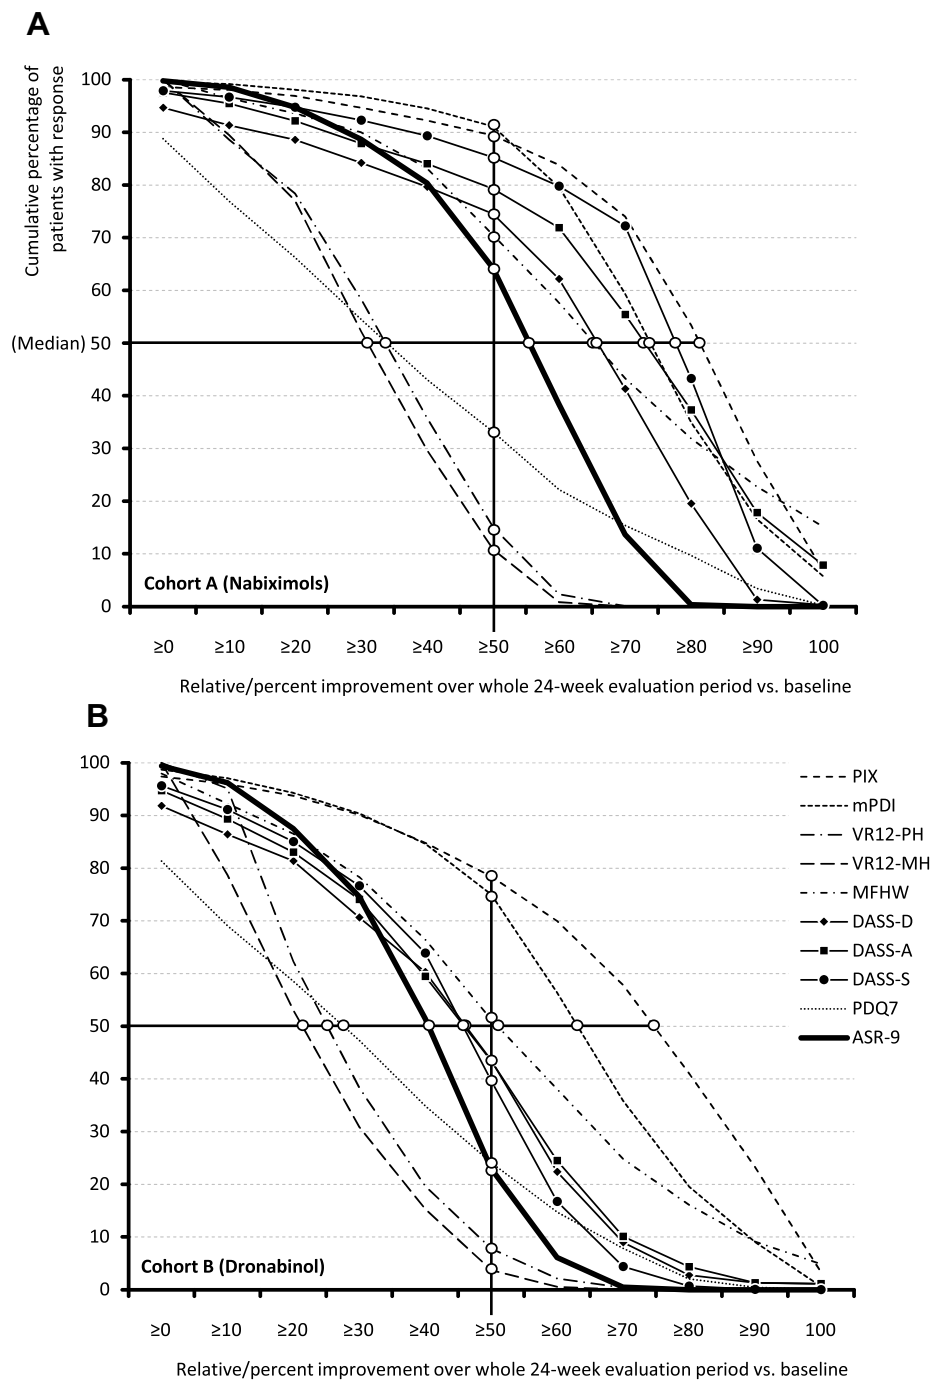 A
Cumulative percentage of
patients with response
100
90
80
70
60
(Median) 50
40
30
20
10
0
Cohort A (Nabiximols)
≥0 ≥10 ≥20 ≥30 ≥40 ≥50 ≥60 ≥70 ≥80 ≥90 100
Relative/percent improvement over whole 24-week evaluation period vs. baseline
B
100
90
80
70
60
50
40
30
20
10
0
PIX
mPDI
VR12-PH
VR12-MH
MFHW
DASS-D
DASS-A
DASS-S
PDQ7
ASR-9
Cohort B (Dronabinol)
≥0 ≥10 ≥20 ≥30 ≥40 ≥50 ≥60 ≥70 ≥80 ≥90 100
Relative/percent improvement over whole 24-week evaluation period vs. baseline